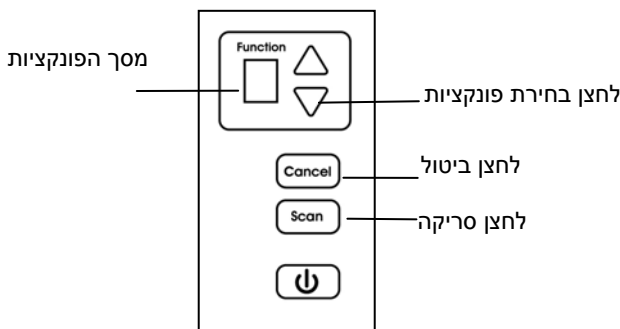 Function
מסך הפונקציות
לחצן בחירת פונקציות
Cancel
לחצן ביטול
Scan
לחצן סריקה